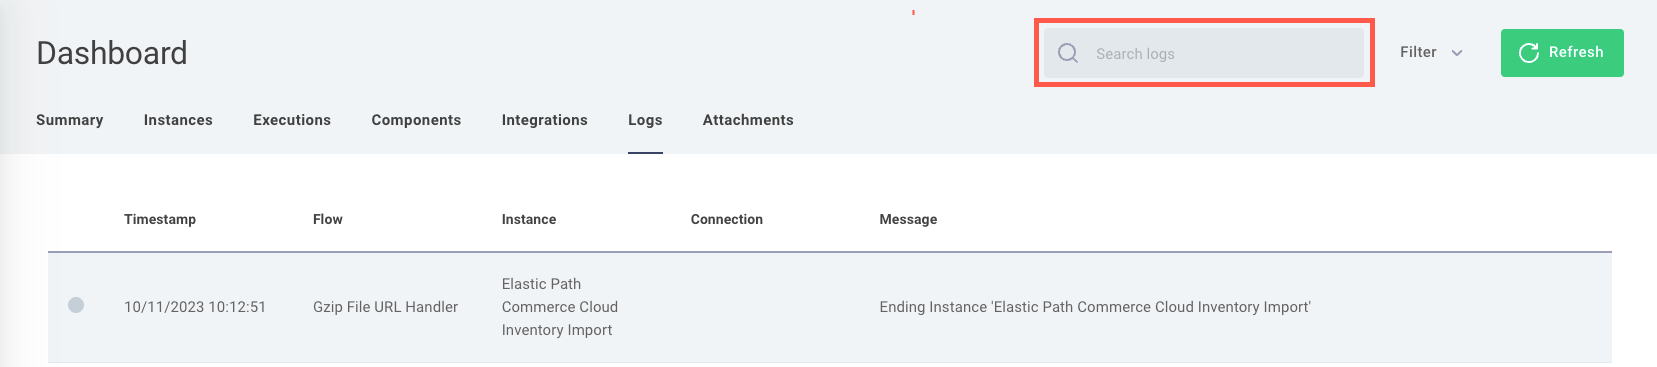 Dashboard
Search logs
Filter
Refresh
Summary Instances Executions Components Integrations Logs Attachments
Timestamp Flow Instance Connection Message
10/11/2023 10:12:51 Gzip File URL Handler
Elastic Path
Commerce Cloud
Inventory Import
Ending Instance 'Elastic Path Commerce Cloud Inventory Import'